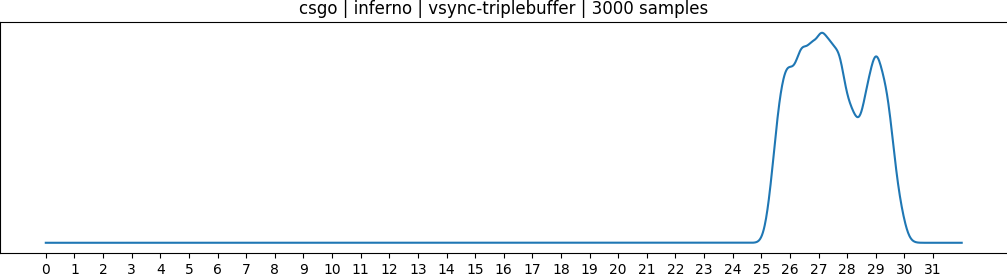 csgo | inferno | vsync-triplebuffer | 3000 samples
0 1 2 3 4 5 6 7 8 9 10 11 12 13 14 15 16 17 18 19 20 21 22 23 24 25 26 27 28 29 30 31